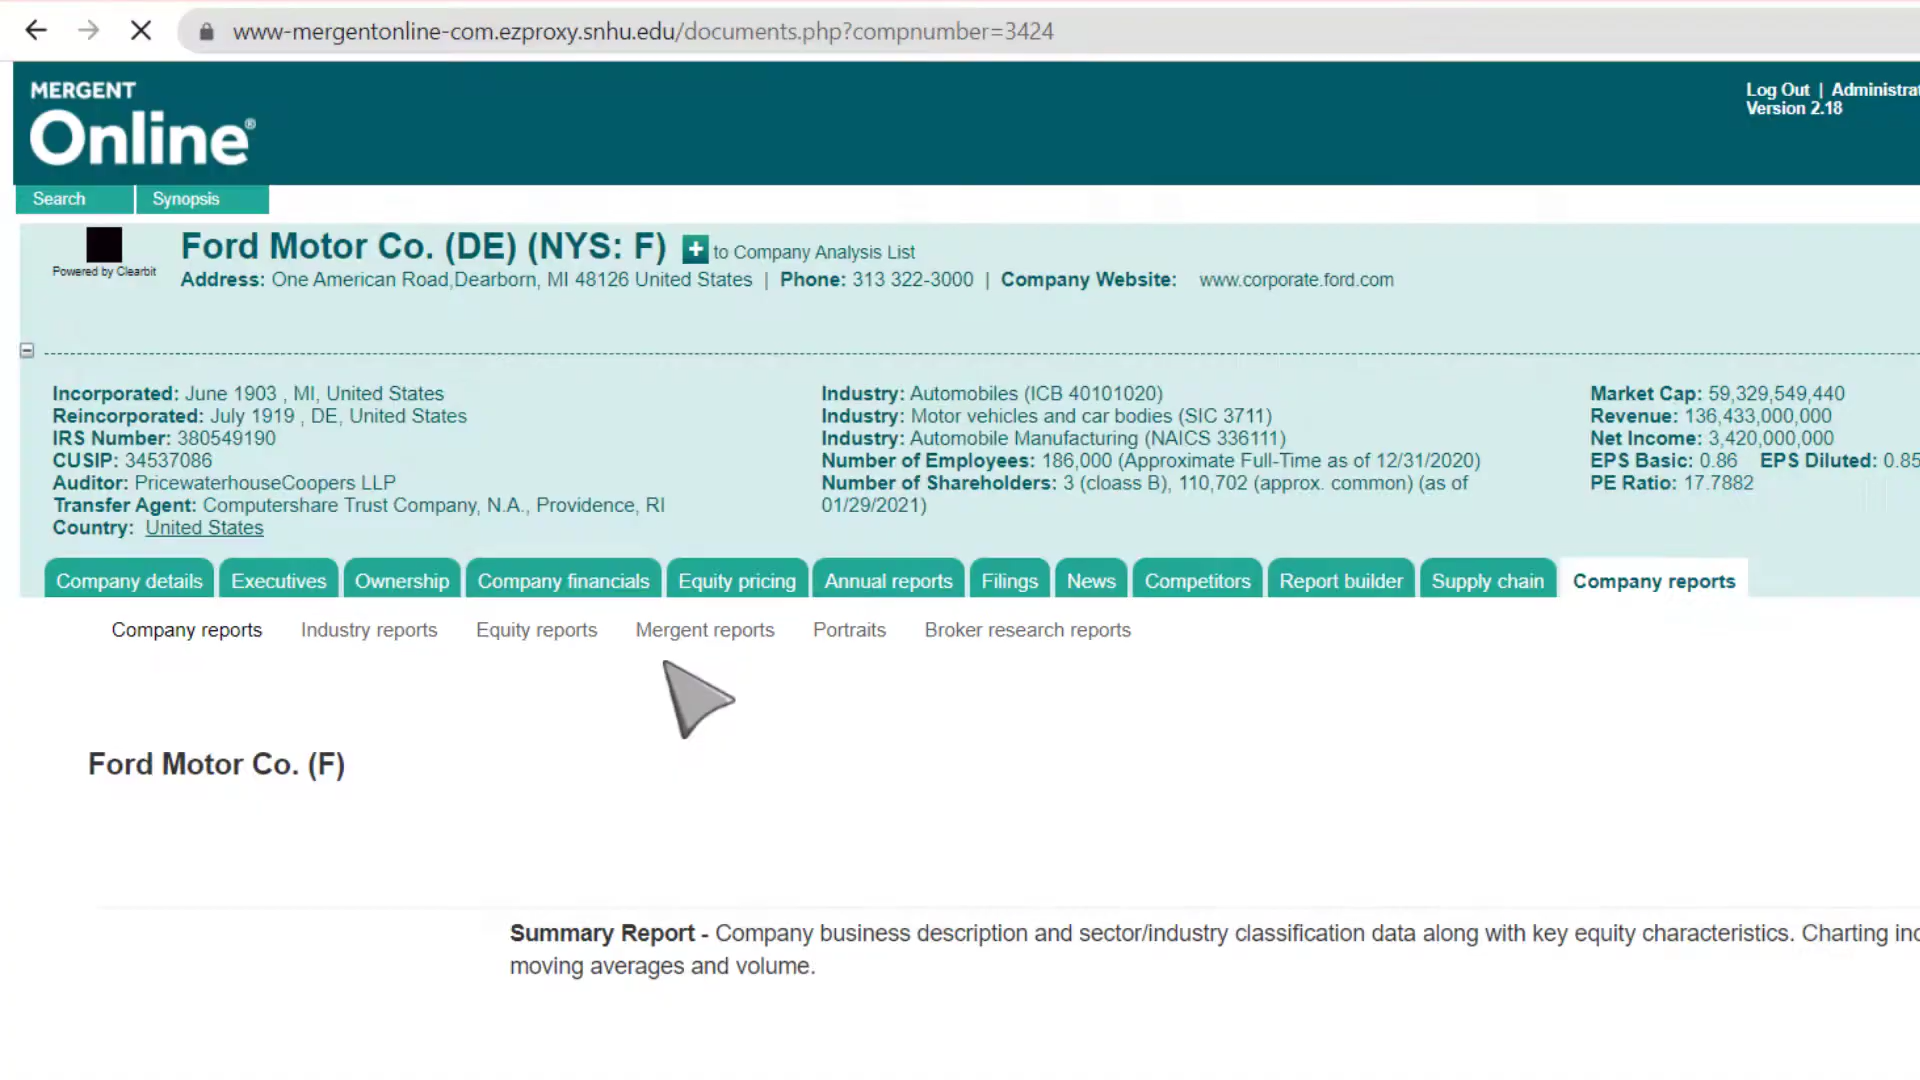 www-mergentonline-com.ezproxy.snhu.edu/documents.php?compnumber=3424
MERGENT
Online®
Log Out | Administrat
Version 2.18
Search Synopsis
Powered by Clearbit
Ford Motor Co. (DE) (NYS: F) + to Company Analysis List
Address: One American Road,Dearborn, MI 48126 United States | Phone: 313 322-3000 | Company Website: www.corporate.ford.com
Incorporated: June 1903 , MI, United States
Reincorporated: July 1919 , DE, United States
IRS Number: 380549190
CUSIP: 34537086
Auditor: PricewaterhouseCoopers LLP
Transfer Agent: Computershare Trust Company, N.A., Providence, RI
Country: United States
Industry: Automobiles (ICB 40101020)
Industry: Motor vehicles and car bodies (SIC 3711)
Industry: Automobile Manufacturing (NAICS 336111)
Number of Employees: 186,000 (Approximate Full-Time as of 12/31/2020)
Number of Shareholders: 3 (cloass B), 110,702 (approx. common) (as of
01/29/2021)
Market Cap: 59,329,549,440
Revenue: 136,433,000,000
Net Income: 3,420,000,000
EPS Basic: 0.86 EPS Diluted: 0.85
PE Ratio: 17.7882
Company details Executives Ownership Company financials Equity pricing Annual reports Filings News Competitors Report builder Supply chain Company reports
Company reports Industry reports Equity reports Mergent reports Portraits Broker research reports
Ford Motor Co. (F)
Summary Report - Company business description and sector/industry classification data along with key equity characteristics. Charting inc
moving averages and volume.